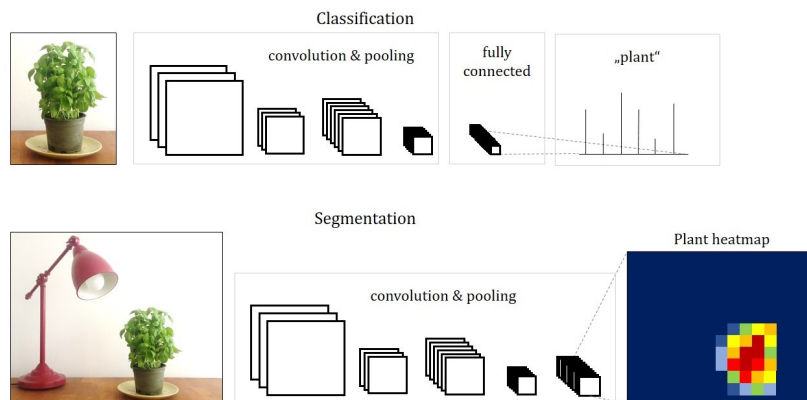 Classification
convolution & pooling
fully
connected
„plant“
Segmentation
Plant heatmap
convolution & pooling